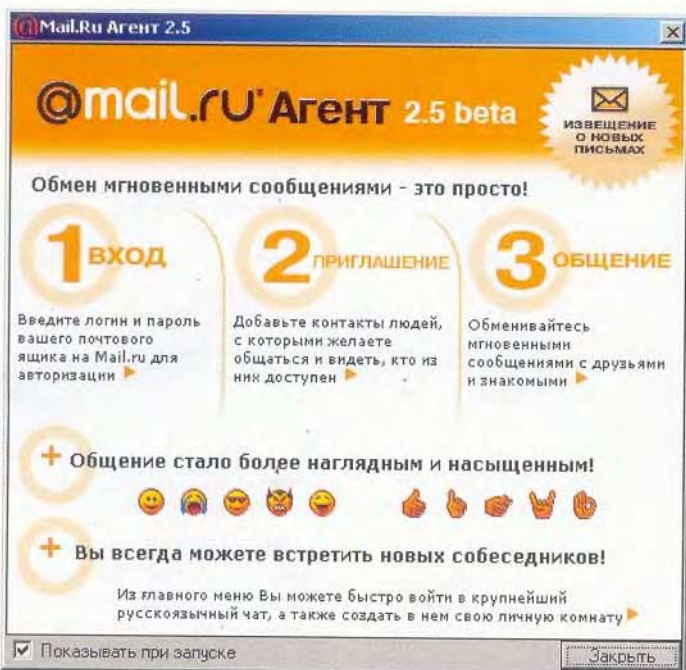 Mail.Ru Агент 2.5
@mail.ru® Агент 2.5 beta
ИЗВЕЩЕНИЕ
О НОВЫХ
ПИСЬМАХ
Обмен мгновенными сообщениями - это просто!
1 ВХОД
Введите логин и пароль
вашего почтового
ящика на Mail.ru для
авторизации
2 ПРИГЛАШЕНИЕ
Добавьте контакты людей,
с которыми желаете
общаться и видеть, кто из
них доступен
3 ОБЩЕНИЕ
Обменивайтесь
мгновенными
сообщениями с друзьями
и знакомыми
+ Общение стало более наглядным и насыщенным!
+ Вы всегда можете встретить новых собеседников!
Из главного меню Вы можете быстро войти в крупнейший
русскоязычный чат, а также создать в нем свою личную комнату
Показывать при запуске
Закрыть